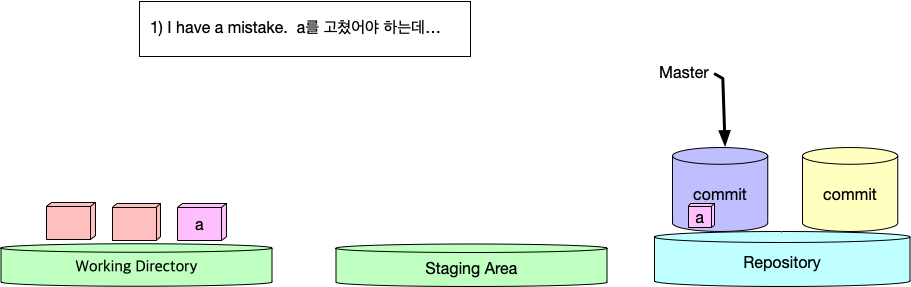 1) I have a mistake.  a를 고쳤어야 하는데...
Master
commit
commit
a
a
Working Directory
Staging Area
Repository